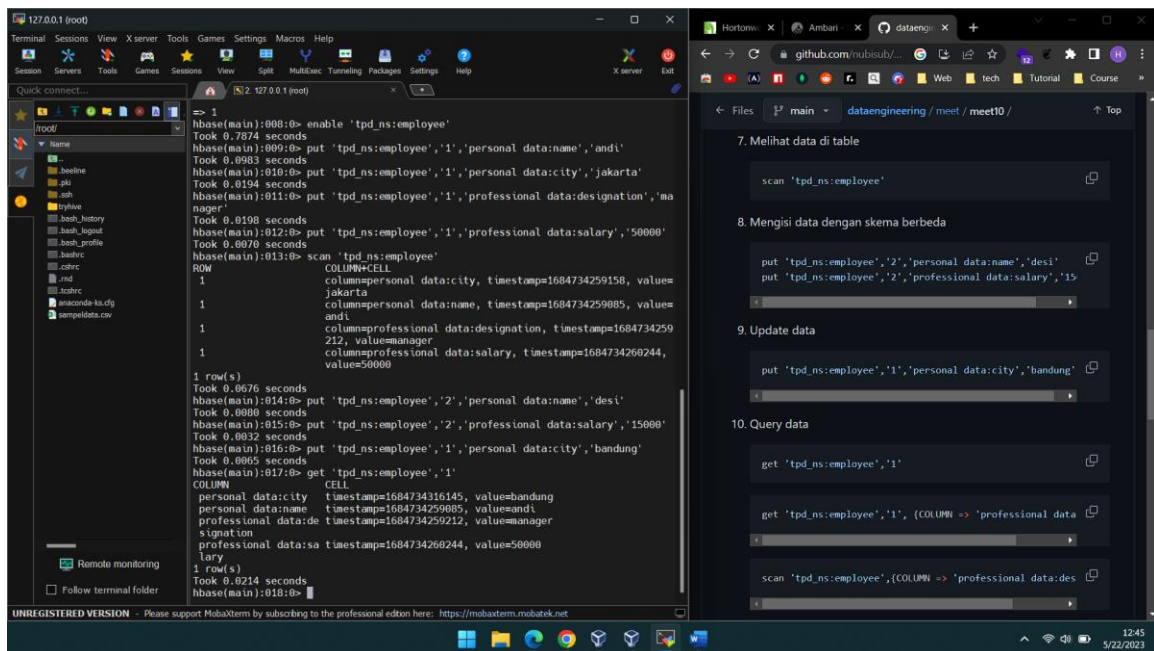 127.0.0.1 (root)
Terminal Sessions View X server Tools Games Settings Macros Help
Session Servers Tools Games Sessions View Split MultiExec Tunneling Packages Settings Help X server Exit
Quick connect...
2. 127.0.0.1 (root)
/root/
Name
..
.beeline
.pki
.ssh
tryhive
.bash_history
.bash_logout
.bash_profile
.bashrc
.cshrc
.rnd
.tcshrc
anaconda-ks.cfg
sampeldata.csv
Remote monitoring
Follow terminal folder
=> 1
hbase(main):008:0> enable 'tpd_ns:employee'
Took 0.7874 seconds
hbase(main):009:0> put 'tpd_ns:employee','1','personal data:name','andi'
Took 0.0983 seconds
hbase(main):010:0> put 'tpd_ns:employee','1','personal data:city','jakarta'
Took 0.0194 seconds
hbase(main):011:0> put 'tpd_ns:employee','1','professional data:designation','ma
nager'
Took 0.0198 seconds
hbase(main):012:0> put 'tpd_ns:employee','1','professional data:salary','50000'
Took 0.0070 seconds
hbase(main):013:0> scan 'tpd_ns:employee'
ROW COLUMN+CELL
1 column=personal data:city, timestamp=1684734259158, value=
jakarta
1 column=personal data:name, timestamp=1684734259085, value=
andi
1 column=professional data:designation, timestamp=1684734259
212, value=manager
1 column=professional data:salary, timestamp=1684734260244,
value=50000
1 row(s)
Took 0.0676 seconds
hbase(main):014:0> put 'tpd_ns:employee','2','personal data:name','desi'
Took 0.0080 seconds
hbase(main):015:0> put 'tpd_ns:employee','2','professional data:salary','15000'
Took 0.0032 seconds
hbase(main):016:0> put 'tpd_ns:employee','1','personal data:city','bandung'
Took 0.0065 seconds
hbase(main):017:0> get 'tpd_ns:employee','1'
COLUMN CELL
personal data:city timestamp=1684734316145, value=bandung
personal data:name timestamp=1684734259085, value=andi
professional data:de timestamp=1684734259212, value=manager
signation
professional data:sa timestamp=1684734260244, value=50000
lary
1 row(s)
Took 0.0214 seconds
hbase(main):018:0>
UNREGISTERED VERSION - Please support MobaXterm by subscribing to the professional edition here: https://mobaxterm.mobatek.net
Hortonw Ambari - dataengi
github.com/nubisub/...
12
H
Web tech Tutorial Course »
Files main dataengineering / meet / meet10 / Top
7. Melihat data di table
scan 'tpd_ns:employee'
8. Mengisi data dengan skema berbeda
put 'tpd_ns:employee','2','personal data:name','desi'
put 'tpd_ns:employee','2','professional data:salary','15
9. Update data
put 'tpd_ns:employee','1','personal data:city','bandung'
10. Query data
get 'tpd_ns:employee','1'
get 'tpd_ns:employee','1', {COLUMN => 'professional data
scan 'tpd_ns:employee',{COLUMN => 'professional data:des
12:45
5/22/2023